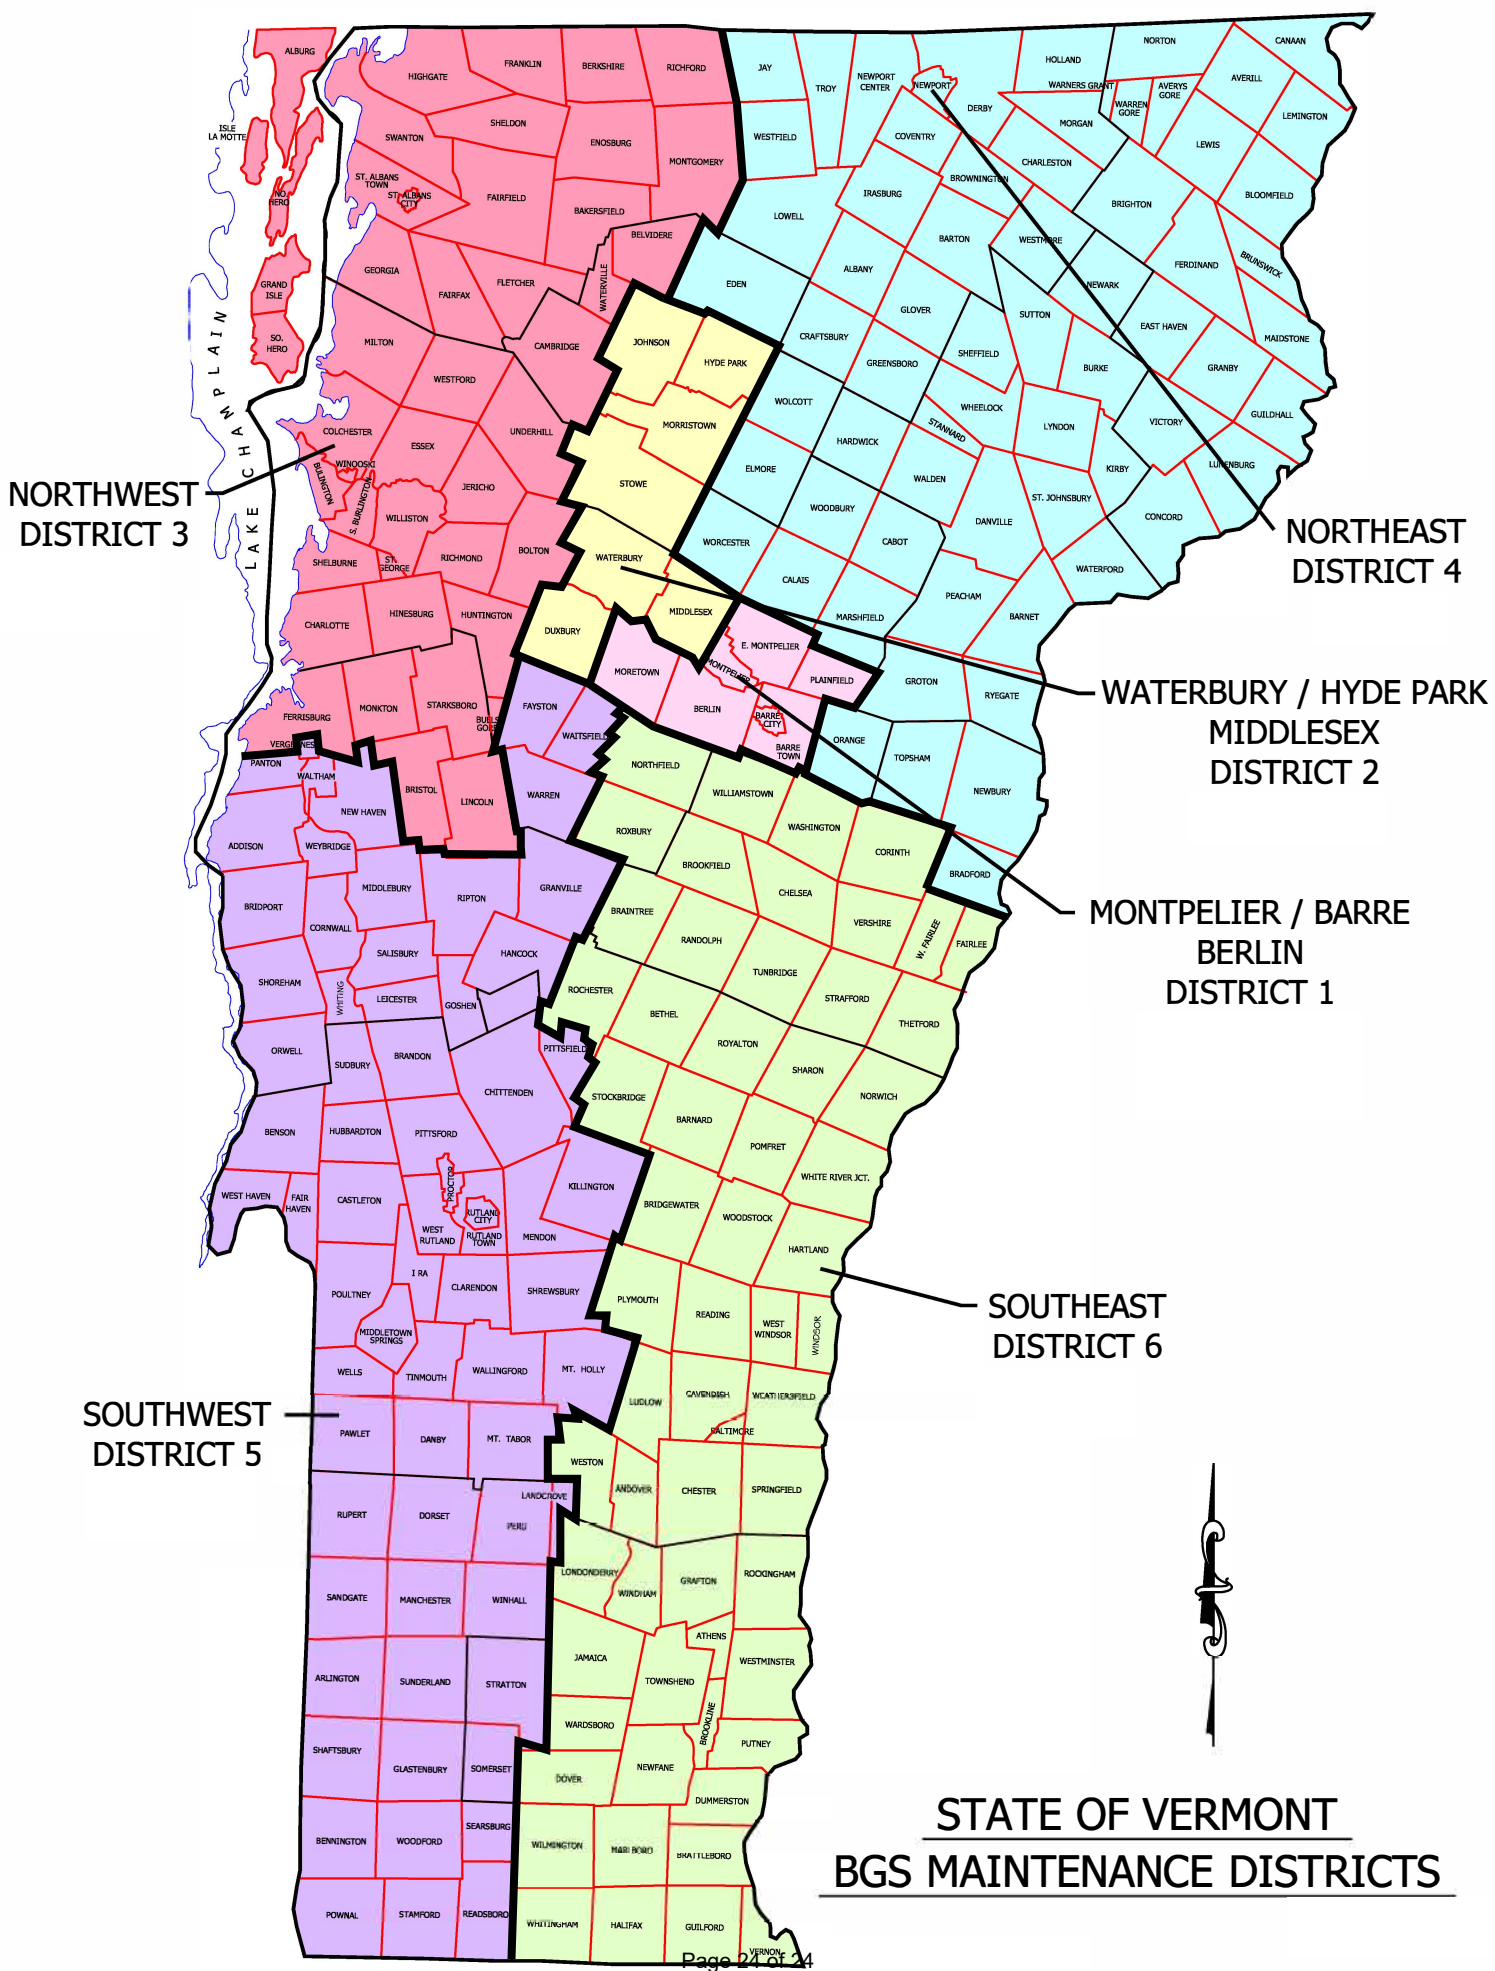 ALBURG
ISLE
LA MOTTE
NO.
HERO
GRAND
ISLE
SO.
HERO
HIGHGATE
FRANKLIN
BERKSHIRE
RICHFORD
SWANTON
SHELDON
ENOSBURG
MONTGOMERY
ST. ALBANS
TOWN
ST. ALBANS
CITY
FAIRFIELD
BAKERSFIELD
BELVIDERE
GEORGIA
FAIRFAX
FLETCHER
WATERVILLE
MILTON
WESTFORD
CAMBRIDGE
COLCHESTER
ESSEX
UNDERHILL
WINOOSKI
BULINGTON
S. BURLINGTON
WILLISTON
JERICHO
SHELBURNE
ST.
GEORGE
RICHMOND
BOLTON
CHARLOTTE
HINESBURG
HUNTINGTON
FERRISBURG
MONKTON
STARKSBORO
BUELS
GORE
VERGENNES
BRISTOL
LINCOLN
LAKE CHAMPLAIN
NORTHWEST
DISTRICT 3
JAY
TROY
NEWPORT
CENTER
NEWPORT
DERBY
HOLLAND
NORTON
CANAAN
WARNERS GRANT
WARREN
GORE
AVERYS
GORE
AVERILL
LEMINGTON
WESTFIELD
COVENTRY
MORGAN
LEWIS
CHARLESTON
BROWNINGTON
IRASBURG
BRIGHTON
BLOOMFIELD
LOWELL
BARTON
WESTMORE
FERDINAND
BRUNSWICK
EDEN
ALBANY
NEWARK
GLOVER
SUTTON
EAST HAVEN
MAIDSTONE
CRAFTSBURY
GREENSBORO
SHEFFIELD
BURKE
GRANBY
WOLCOTT
WHEELOCK
GUILDHALL
STANNARD
LYNDON
VICTORY
HARDWICK
ELMORE
WALDEN
KIRBY
LUNENBURG
WOODBURY
ST. JOHNSBURY
DANVILLE
CONCORD
WORCESTER
CABOT
WATERFORD
CALAIS
PEACHAM
MARSHFIELD
BARNET
GROTON
RYEGATE
ORANGE
TOPSHAM
NEWBURY
BRADFORD
NORTHEAST
DISTRICT 4
JOHNSON
HYDE PARK
MORRISTOWN
STOWE
WATERBURY
MIDDLESEX
DUXBURY
WATERBURY / HYDE PARK
MIDDLESEX
DISTRICT 2
MORETOWN
E. MONTPELIER
MONTPELIER
PLAINFIELD
BERLIN
BARRE
CITY
BARRE
TOWN
MONTPELIER / BARRE
BERLIN
DISTRICT 1
FAYSTON
WAITSFIELD
WARREN
PANTON
WALTHAM
NEW HAVEN
ADDISON
WEYBRIDGE
MIDDLEBURY
RIPTON
GRANVILLE
BRIDPORT
CORNWALL
SALISBURY
HANCOCK
SHOREHAM
WHITING
LEICESTER
GOSHEN
ORWELL
SUDBURY
BRANDON
CHITTENDEN
PITTSFIELD
BENSON
HUBBARDTON
PITTSFORD
WEST HAVEN
FAIR
HAVEN
CASTLETON
PROCTOR
RUTLAND
CITY
WEST
RUTLAND
RUTLAND
TOWN
MENDON
KILLINGTON
I RA
CLARENDON
SHREWSBURY
POULTNEY
MIDDLETOWN
SPRINGS
WELLS
TINMOUTH
WALLINGFORD
MT. HOLLY
PAWLET
DANBY
MT. TABOR
RUPERT
DORSET
PERU
LANDGROVE
SANDGATE
MANCHESTER
WINHALL
ARLINGTON
SUNDERLAND
STRATTON
SHAFTSBURY
GLASTENBURY
SOMERSET
BENNINGTON
WOODFORD
SEARSBURG
POWNAL
STAMFORD
READSBORO
SOUTHWEST
DISTRICT 5
NORTHFIELD
WILLIAMSTOWN
WASHINGTON
ROXBURY
CORINTH
BROOKFIELD
CHELSEA
BRAINTREE
VERSHIRE
W. FAIRLEE
FAIRLEE
RANDOLPH
TUNBRIDGE
ROCHESTER
STRAFFORD
BETHEL
THETFORD
ROYALTON
SHARON
STOCKBRIDGE
NORWICH
BARNARD
POMFRET
WHITE RIVER JCT.
BRIDGEWATER
WOODSTOCK
HARTLAND
PLYMOUTH
READING
WEST
WINDSOR
WINDSOR
LUDLOW
CAVENDISH
WEATHERSFIELD
BALTIMORE
WESTON
ANDOVER
CHESTER
SPRINGFIELD
LONDONDERRY
WINDHAM
GRAFTON
ROCKINGHAM
ATHENS
JAMAICA
TOWNSHEND
WESTMINSTER
WARDSBORO
BROOKLINE
PUTNEY
DOVER
NEWFANE
DUMMERSTON
WILMINGTON
MARLBORO
BRATTLEBORO
WHITINGHAM
HALIFAX
GUILFORD
VERNON
SOUTHEAST
DISTRICT 6
STATE OF VERMONT
BGS MAINTENANCE DISTRICTS
Page 24 of 24